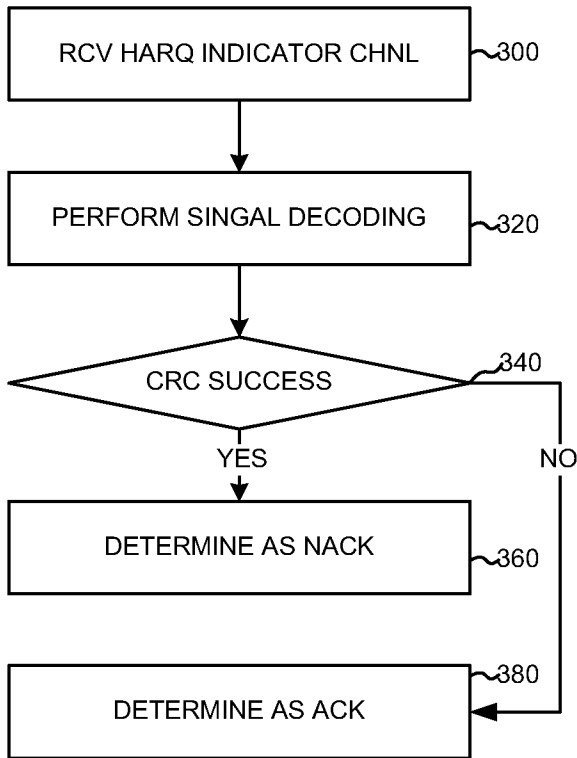 RCV HARQ INDICATOR CHNL
300
PERFORM SINGAL DECODING
320
CRC SUCCESS
340
YES
NO
DETERMINE AS NACK
360
380
DETERMINE AS ACK